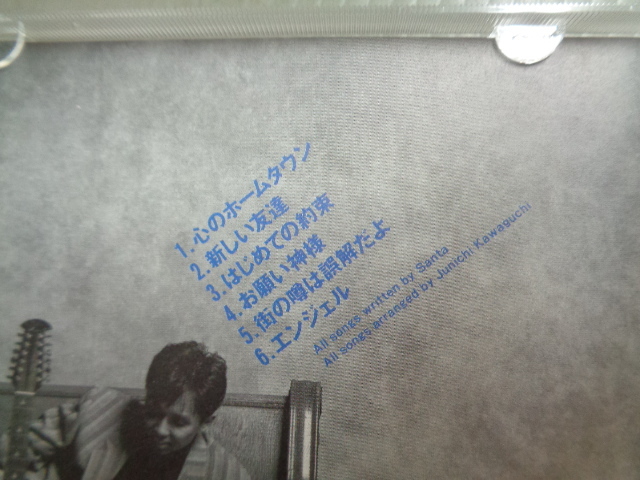 1.心のホームタウン
2.新しい友達
3.はじめての約束
4.お願い神様
5.街の噂は誤解だよ
6.エンジェル
All songs written by Santa
All songs arranged by Junichi Kawaguchi